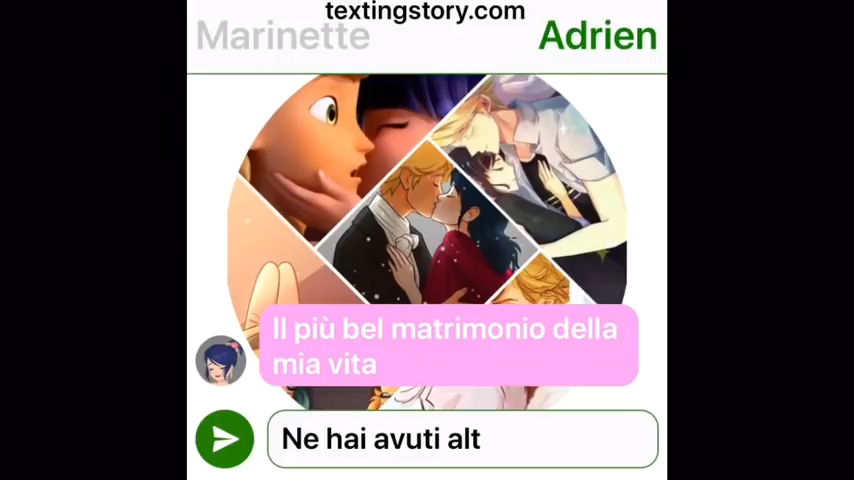 textingstory.com
Marinette
Adrien
Il più bel matrimonio della
mia vita
Ne hai avuti alt